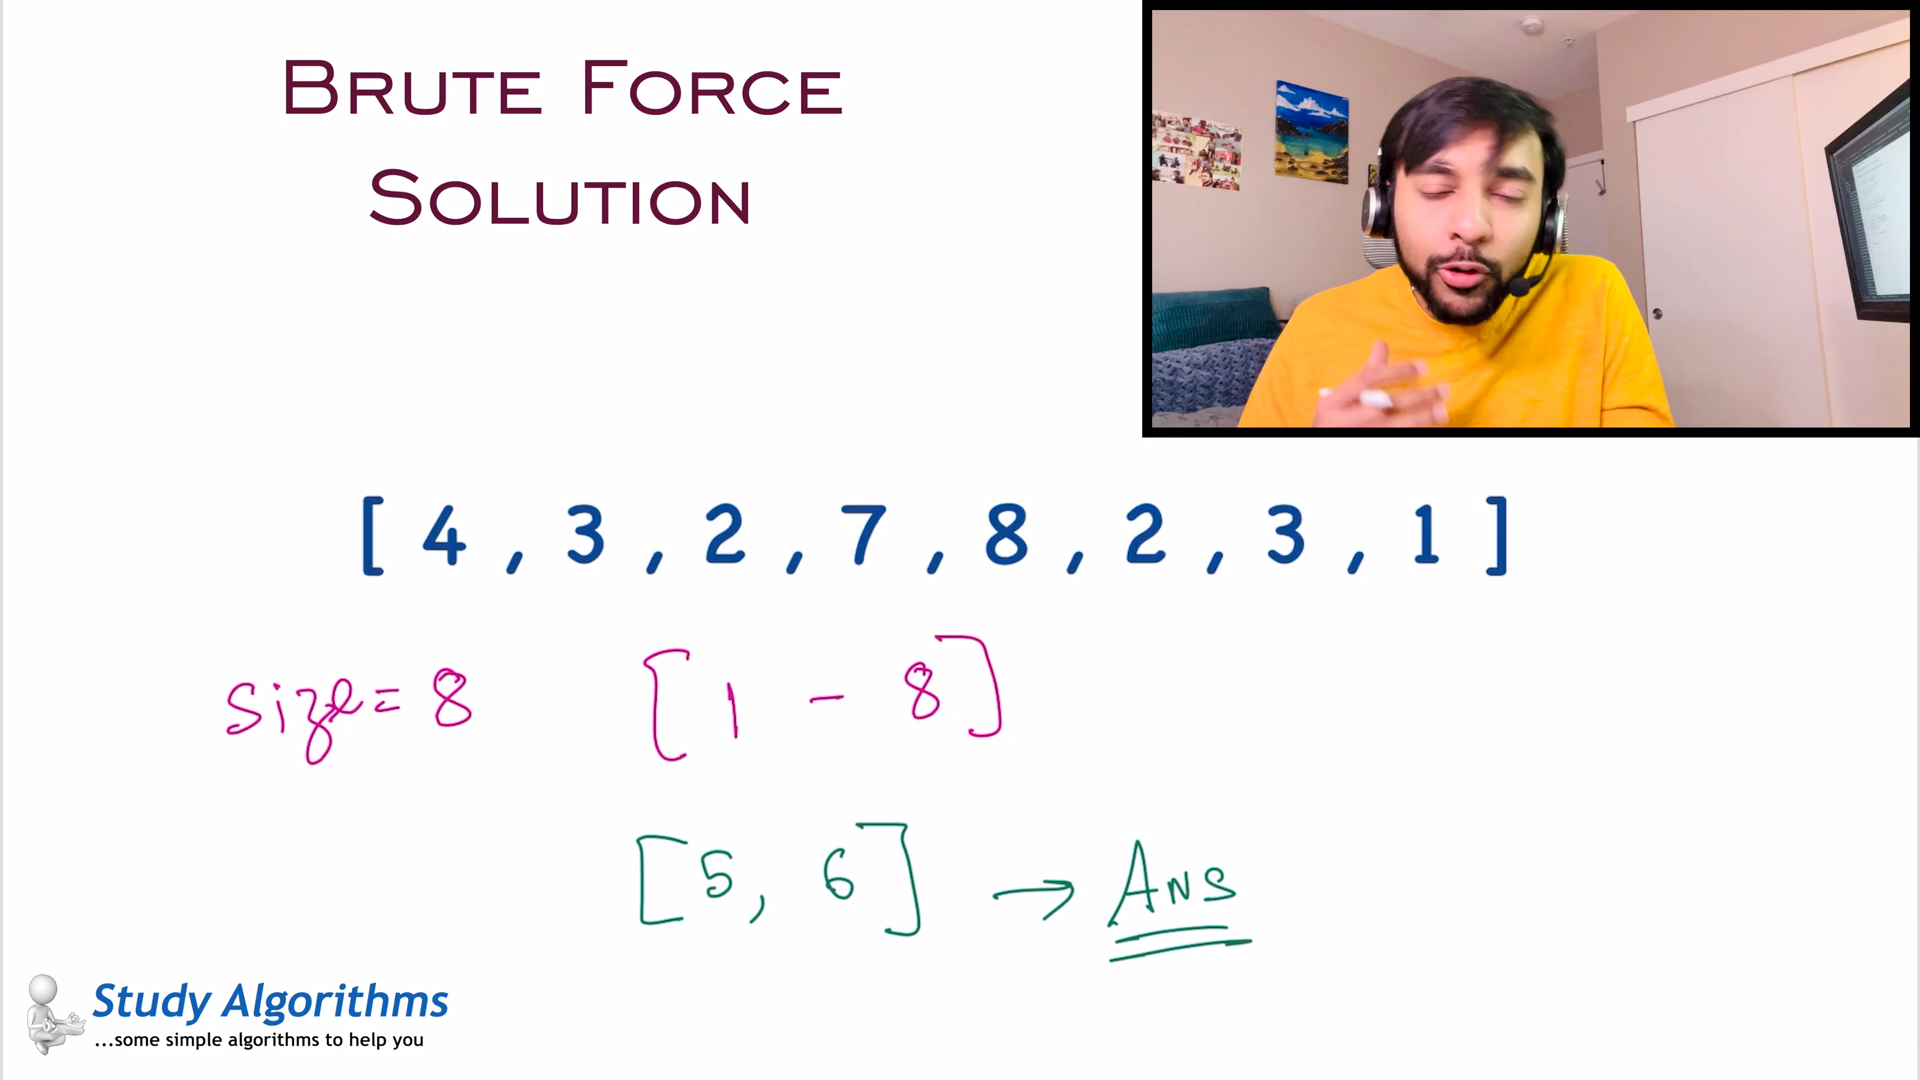 BRUTE FORCE
SOLUTION
[ 4 , 3 , 2 , 7 , 8 , 2 , 3 , 1 ]
size = 8 [ 1 - 8 ]
[ 5, 6 ] → Ans
Study Algorithms
...some simple algorithms to help you